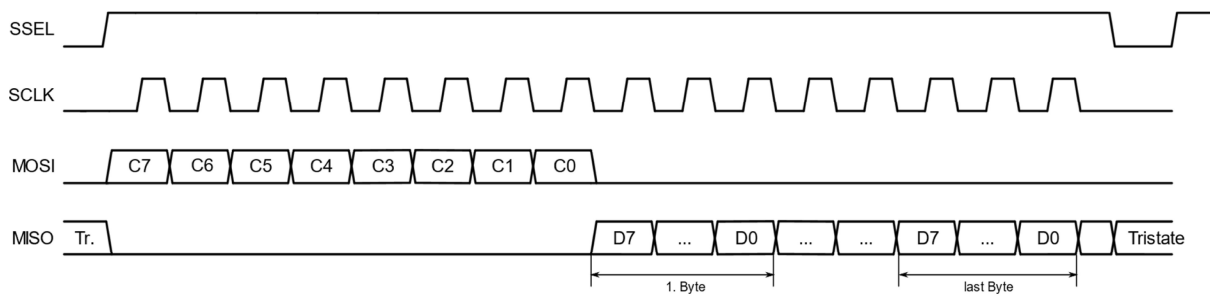 SSEL
SCLK
MOSI C7 C6 C5 C4 C3 C2 C1 C0
MISO Tr. D7 ... D0 ... ... D7 ... D0 Tristate
1. Byte last Byte